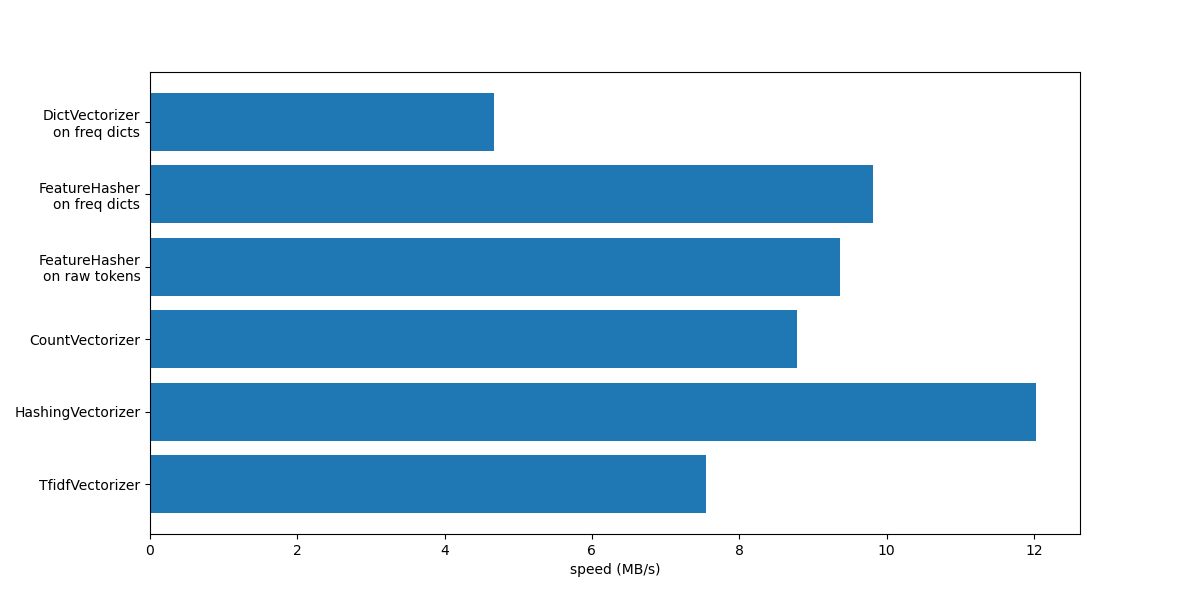 DictVectorizer
on freq dicts
FeatureHasher
on freq dicts
FeatureHasher
on raw tokens
CountVectorizer
HashingVectorizer
TfidfVectorizer
0 2 4 6 8 10 12
speed (MB/s)